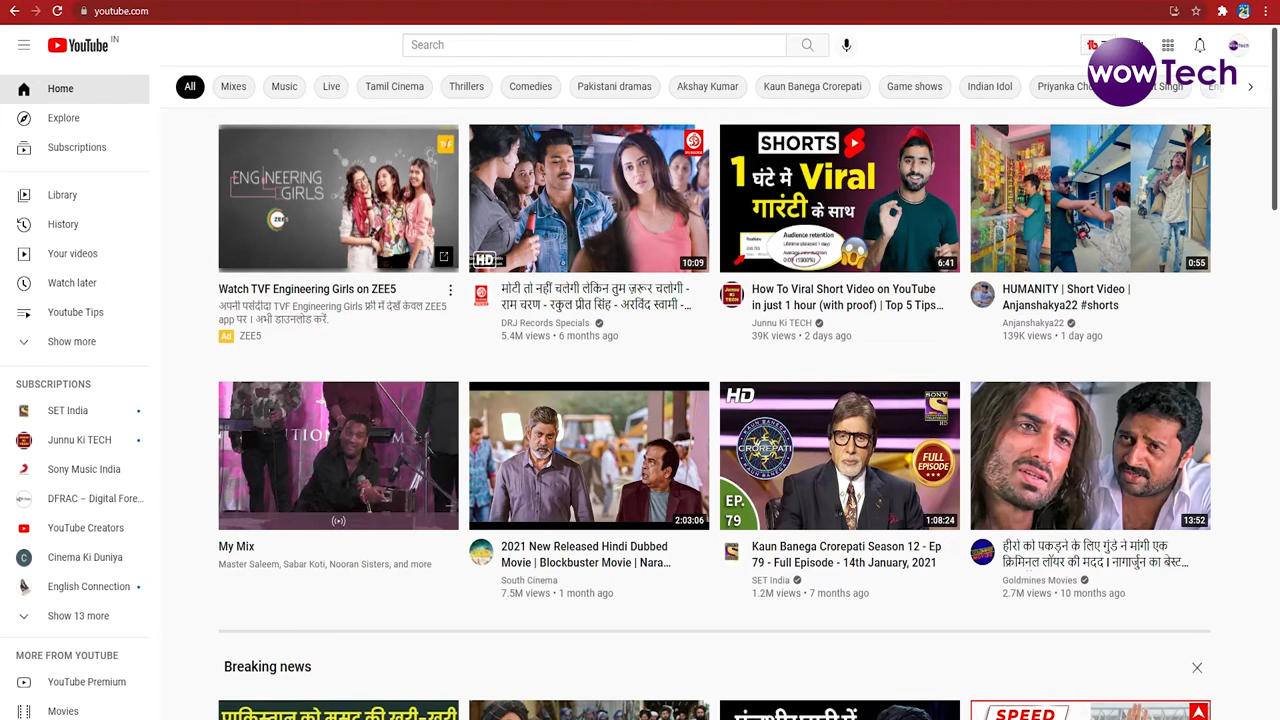 youtube.com
YouTube IN
Search
wowTech
Home
Explore
Subscriptions
Library
History
Your videos
Watch later
Youtube Tips
Show more
SUBSCRIPTIONS
SET India
Junnu Ki TECH
Sony Music India
DFRAC – Digital Fore...
YouTube Creators
Cinema Ki Duniya
English Connection
Show 13 more
MORE FROM YOUTUBE
YouTube Premium
Movies
All
Mixes
Music
Live
Tamil Cinema
Thrillers
Comedies
Pakistani dramas
Akshay Kumar
Kaun Banega Crorepati
Game shows
Indian Idol
Priyanka
ENGINEERING
GIRLS
ZEE5
Watch TVF Engineering Girls on ZEE5
अपनी पसंदीदा TVF Engineering Girls फ्री में देखें केवल ZEE5
app पर। अभी डाउनलोड करें.
Ad ZEE5
HD
10:09
मोटी तो नहीं चलेगी लेकिन तुम ज़रूर चलोगी -
राम चरण - रकुल प्रीत सिंह - अरविंद स्वामी -...
DRJ Records Specials
5.4M views • 6 months ago
SHORTS
1 घंटे में Viral
गारंटी के साथ
Audience retention
6:41
How To Viral Short Video on YouTube
in just 1 hour (with proof) | Top 5 Tips...
Junnu Ki TECH
39K views • 2 days ago
0:55
HUMANITY | Short Video |
Anjanshakya22 #shorts
Anjanshakya22
139K views • 1 day ago
My Mix
Master Saleem, Sabar Koti, Nooran Sisters, and more
2:03:06
2021 New Released Hindi Dubbed
Movie | Blockbuster Movie | Nara...
South Cinema
7.5M views • 1 month ago
HD
KAUN BANEGA
CROREPATI
SONY
FULL
EPISODE
EP.
79
1:08:24
Kaun Banega Crorepati Season 12 - Ep
79 - Full Episode - 14th January, 2021
SET India
1.2M views • 7 months ago
13:52
हीरो को पकड़ने के लिए गुंडे ने मांगी एक
क्रिमिनल लॉयर की मदद l नागार्जुन का बेस्ट...
Goldmines Movies
2.7M views • 10 months ago
Breaking news
SPEED